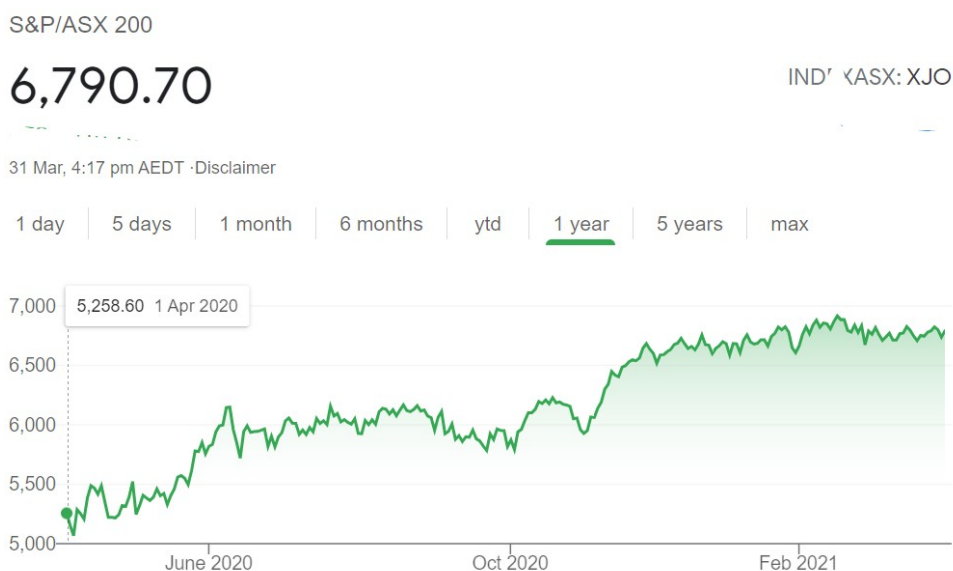 S&P/ASX 200
6,790.70
XASX: XJO
31 Mar, 4:17 pm AEDT ·Disclaimer
1 day 5 days 1 month 6 months ytd 1 year 5 years max
7,000
5,258.60 1 Apr 2020
6,500
6,000
5,500
5,000
June 2020 Oct 2020 Feb 2021